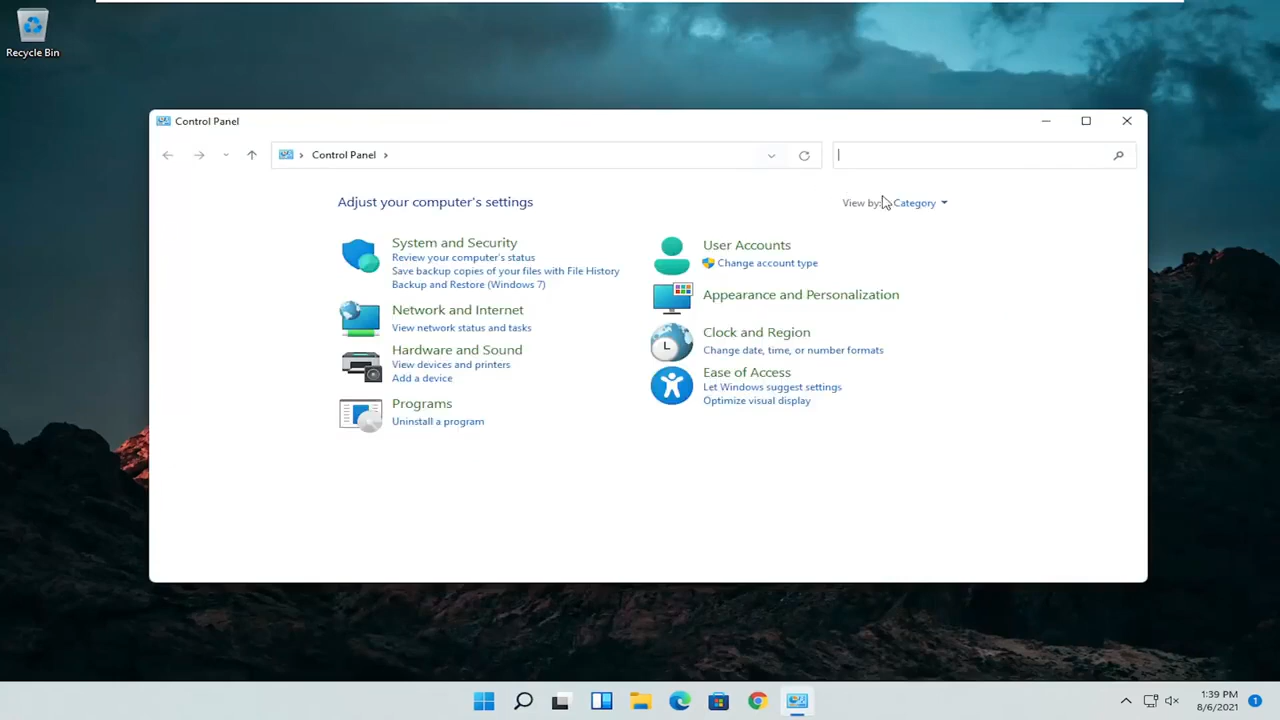 Recycle Bin
Control Panel
Control Panel
Adjust your computer's settings
View by: Category
System and Security
Review your computer's status
Save backup copies of your files with File History
Backup and Restore (Windows 7)
Network and Internet
View network status and tasks
Hardware and Sound
View devices and printers
Add a device
Programs
Uninstall a program
User Accounts
Change account type
Appearance and Personalization
Clock and Region
Change date, time, or number formats
Ease of Access
Let Windows suggest settings
Optimize visual display
1:39 PM
8/6/2021
1